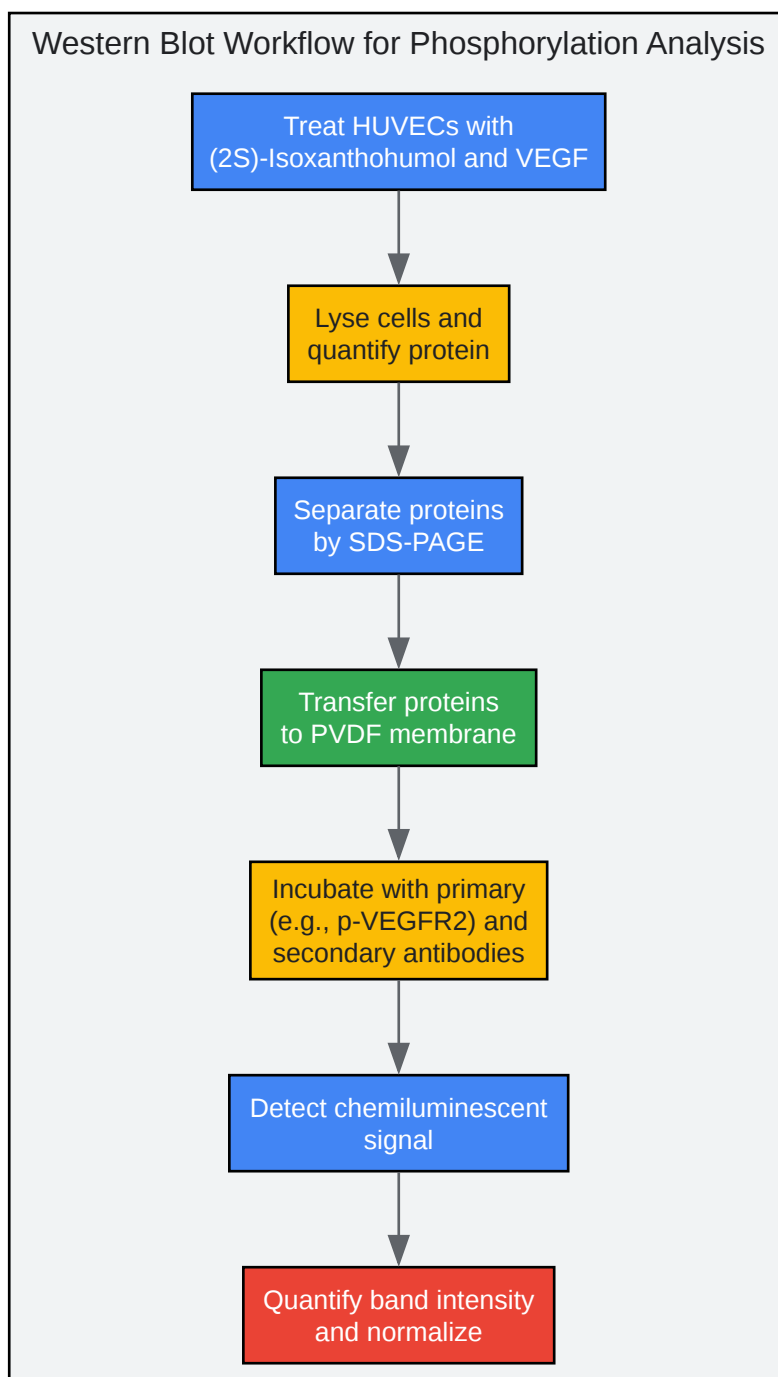 Western Blot Workflow for Phosphorylation Analysis
Treat HUVECs with
(2S)-Isoxanthohumol and VEGF
Lyse cells and
quantify protein
Separate proteins
by SDS-PAGE
Transfer proteins
to PVDF membrane
Incubate with primary
(e.g., p-VEGFR2) and
secondary antibodies
Detect chemiluminescent
signal
Quantify band intensity
and normalize